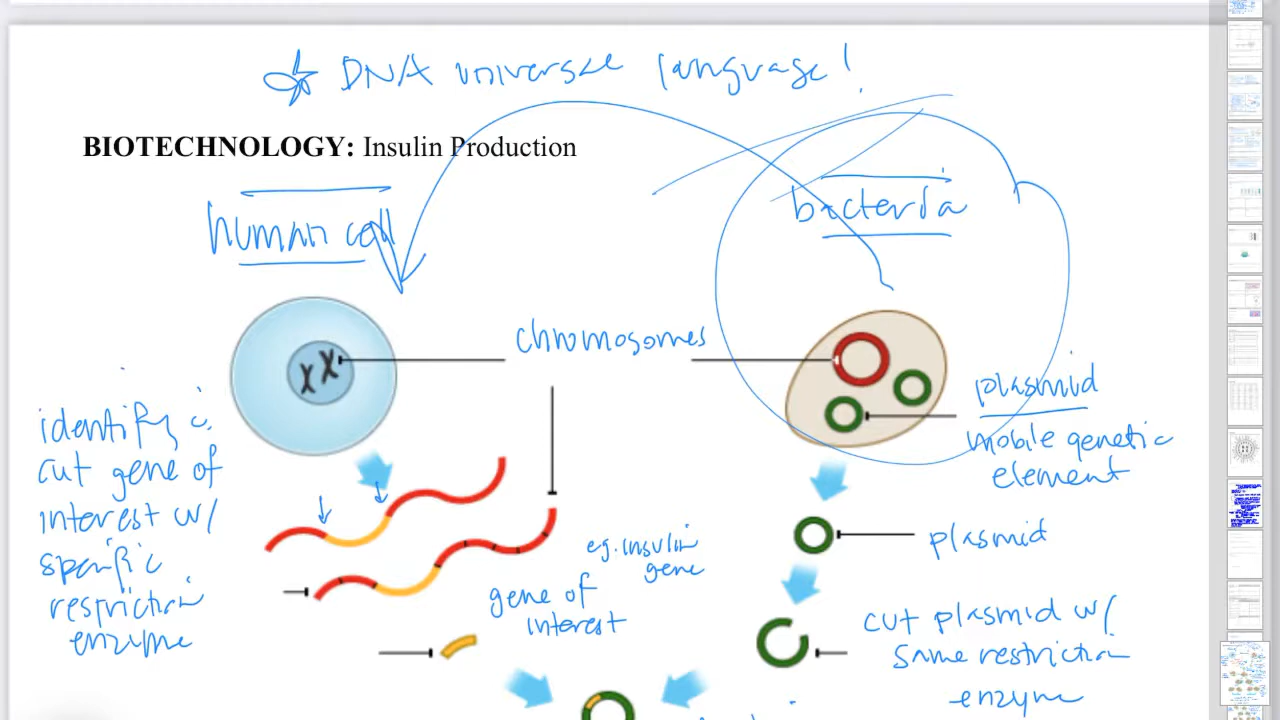 DNA universal language!
BIOTECHNOLOGY: Insulin Production
human cell
bacteria
chromosomes
plasmid
mobile genetic
element
identify &
cut gene of
interest w/
specific
restriction
enzyme
e.g. insulin
gene
gene of
interest
plasmid
cut plasmid w/
same restriction
enzyme